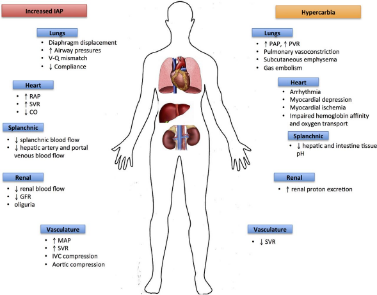 Increased IAP
Lungs
• Diaphragm displacement
• ↑ Airway pressures
• V-Q mismatch
• ↓ Compliance
Heart
• ↑ RAP
• ↑ SVR
• ↓ CO
Splanchnic
• ↓ splanchnic blood flow
• ↓ hepatic artery and portal
venous blood flow
Renal
• ↓ renal blood flow
• ↓ GFR
• oliguria
Vasculature
• ↑ MAP
• ↑ SVR
• IVC compression
• Aortic compression
Hypercarbia
Lungs
• ↑ PAP, ↑ PVR
• Pulmonary vasoconstriction
• Subcutaneous emphysema
• Gas embolism
Heart
• Arrhythmia
• Myocardial depression
• Myocardial ischemia
• Impaired hemoglobin affinity
and oxygen transport
Splanchnic
• ↓ hepatic and intestine tissue
pH
Renal
• ↑ renal proton excretion
Vasculature
• ↓ SVR